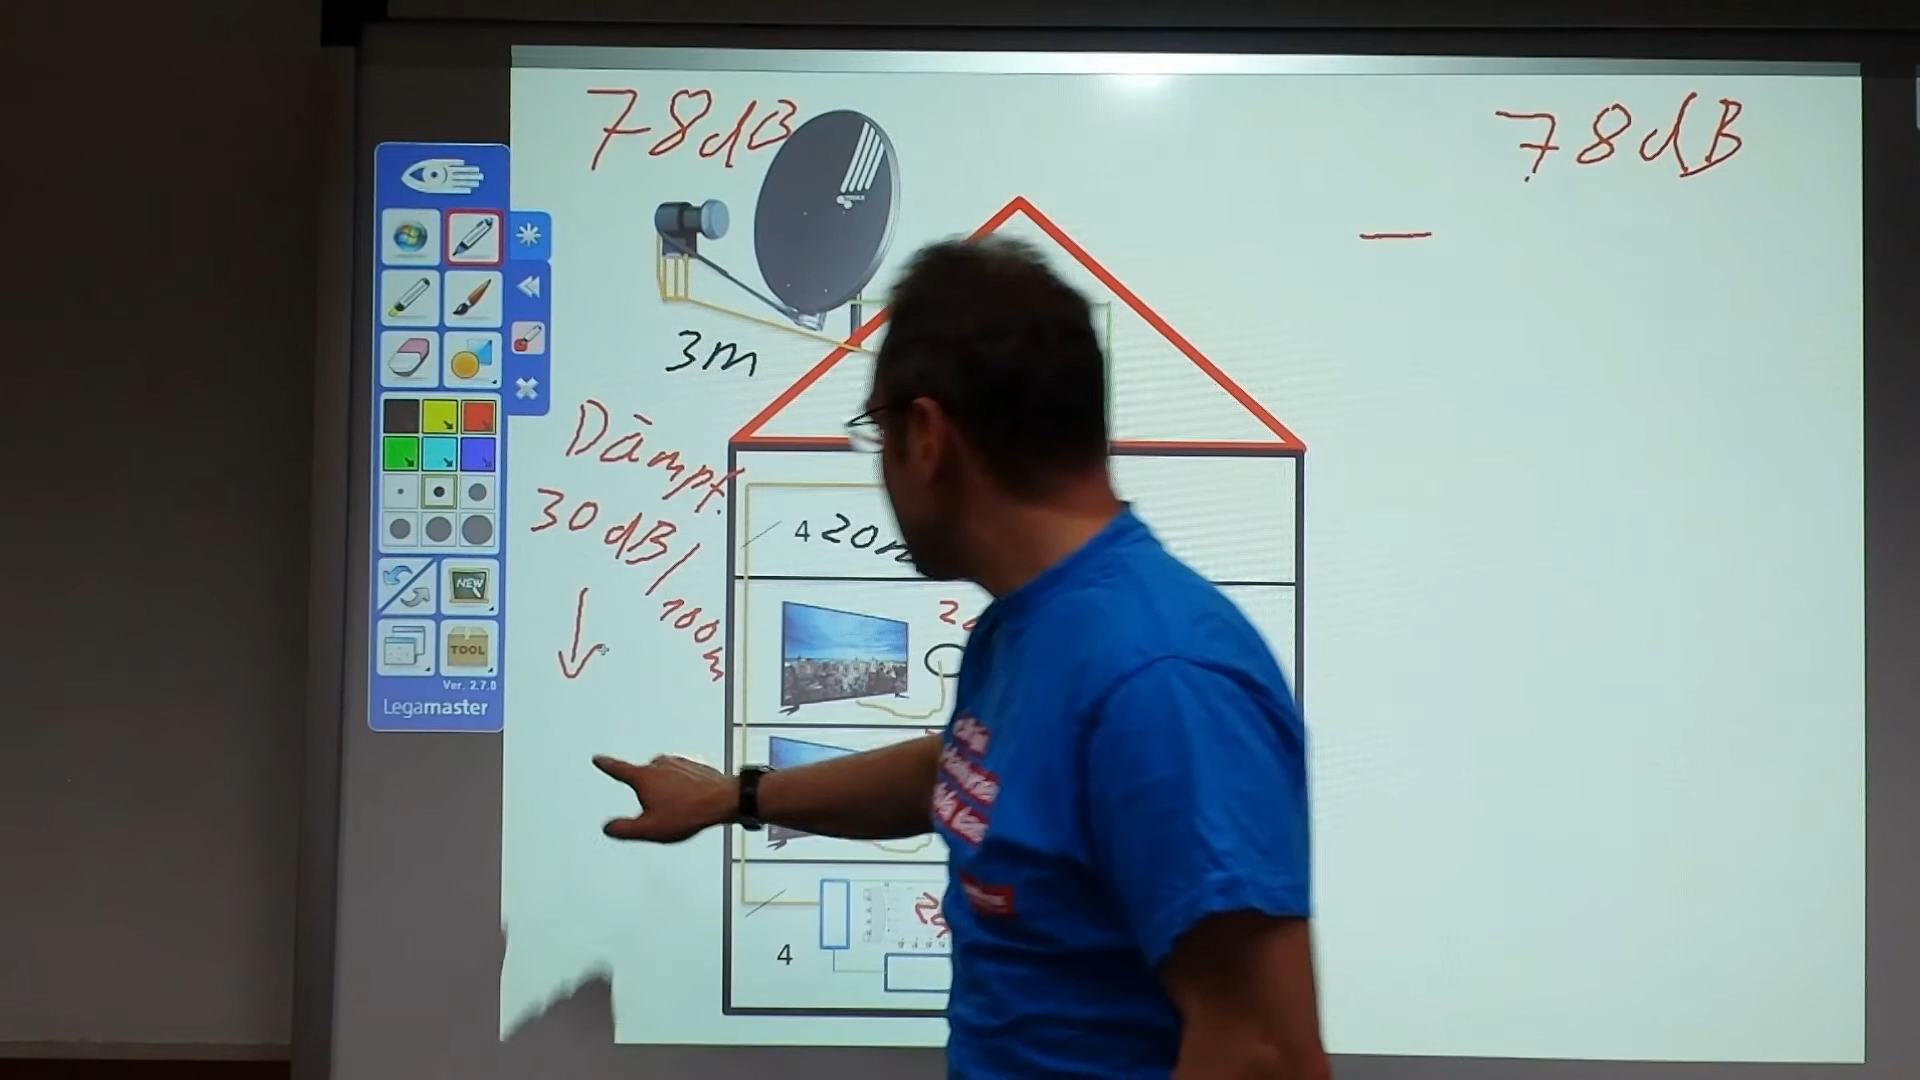 78dB
78dB
—
3m
Dämpf.
30dB/
100m
4 20m
NEW
TOOL
Ver. 2.7.0
Legamaster
4